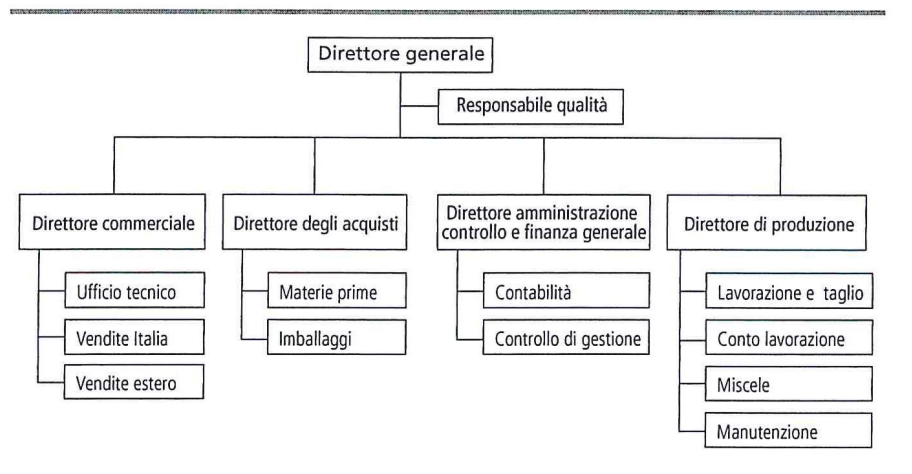 Direttore generale
Responsabile qualità
Direttore commerciale
Ufficio tecnico
Vendite Italia
Vendite estero
Direttore degli acquisti
Materie prime
Imballaggi
Direttore amministrazione
controllo e finanza generale
Contabilità
Controllo di gestione
Direttore di produzione
Lavorazione e taglio
Conto lavorazione
Miscele
Manutenzione